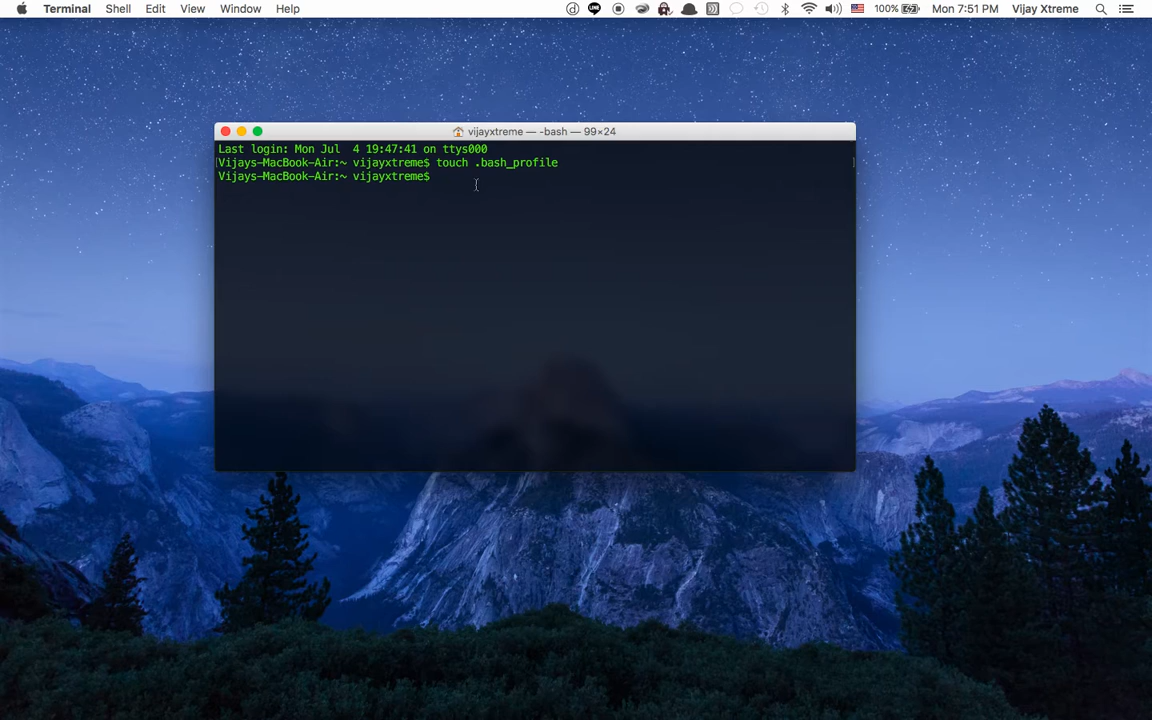 Terminal Shell Edit View Window Help LINE 100% Mon 7:51 PM Vijay Xtreme
vijayxtreme — -bash — 99×24
Last login: Mon Jul  4 19:47:41 on ttys000
Vijays-MacBook-Air:~ vijayxtreme$ touch .bash_profile
Vijays-MacBook-Air:~ vijayxtreme$